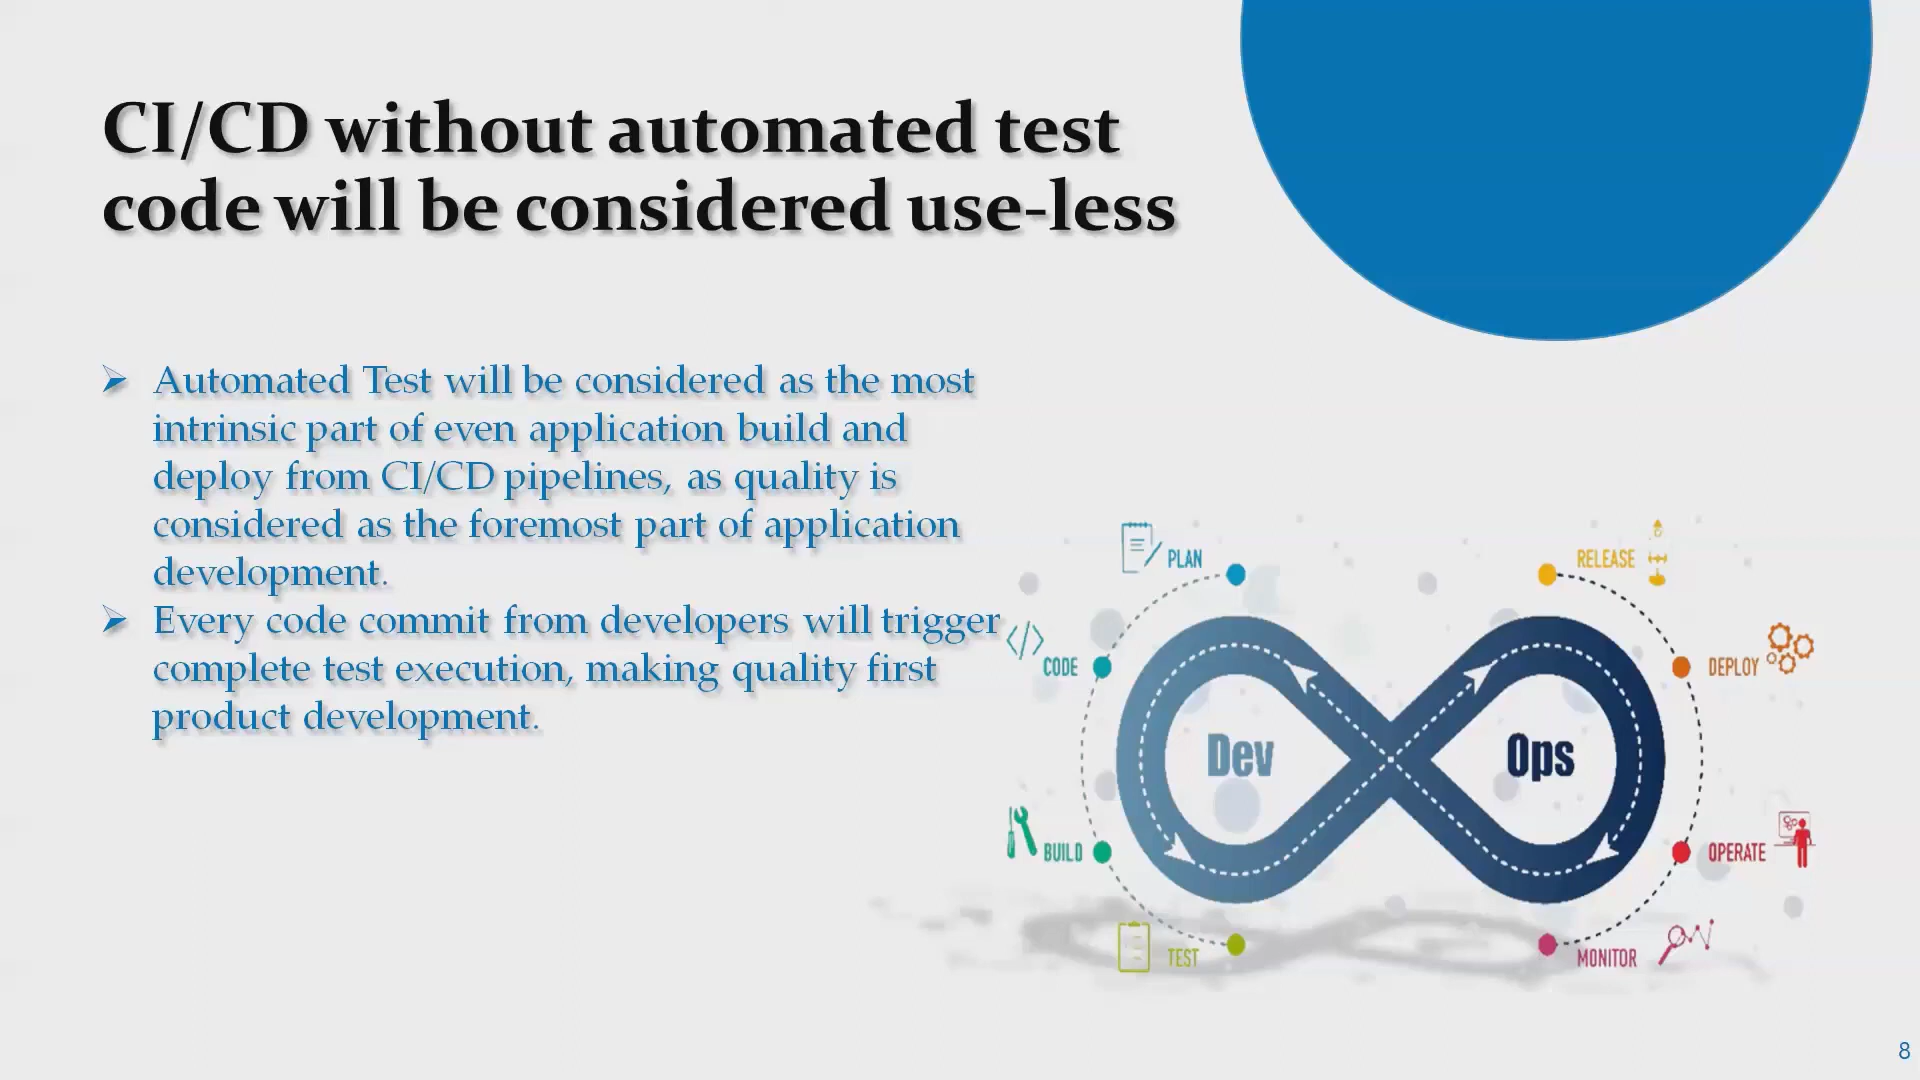 CI/CD without automated test
code will be considered use-less
➢ Automated Test will be considered as the most
intrinsic part of even application build and
deploy from CI/CD pipelines, as quality is
considered as the foremost part of application
development.
➢ Every code commit from developers will trigger
complete test execution, making quality first
product development.
PLAN
RELEASE
</>
CODE
DEPLOY
Dev
Ops
BUILD
OPERATE
TEST
MONITOR
8